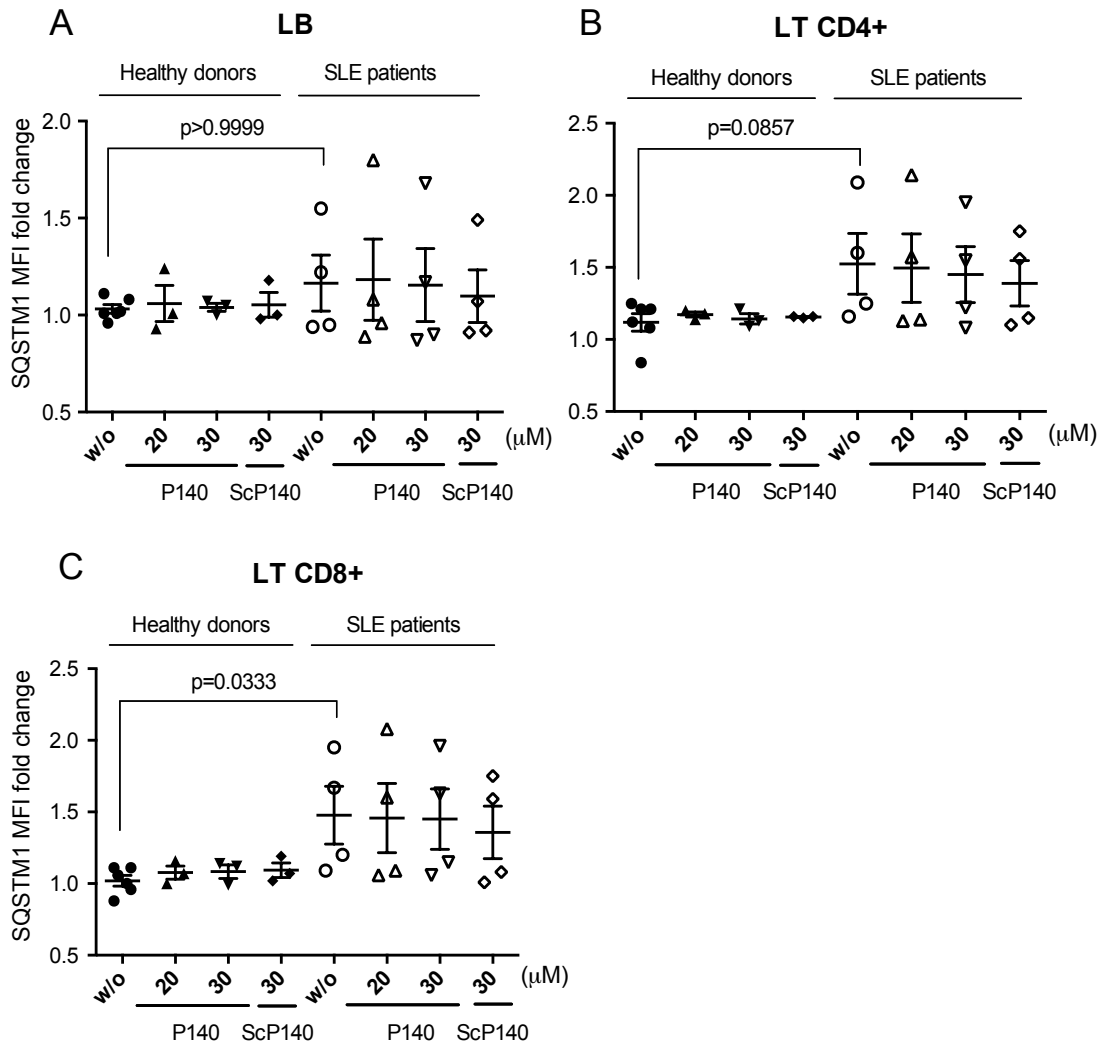 A
LB
Healthy donors SLE patients
2.0
p>0.9999
1.5
1.0
0.5
SQSTM1 MFI fold change
w/o 20 30 30 w/o 20 30 30 (μM)
P140 ScP140 P140 ScP140
B
LT CD4+
Healthy donors SLE patients
2.5
p=0.0857
2.0
1.5
1.0
0.5
w/o 20 30 30 w/o 20 30 30 (μM)
P140 ScP140 P140 ScP140
C
LT CD8+
Healthy donors SLE patients
2.5
p=0.0333
2.0
1.5
1.0
0.5
SQSTM1 MFI fold change
w/o 20 30 30 w/o 20 30 30 (μM)
P140 ScP140 P140 ScP140